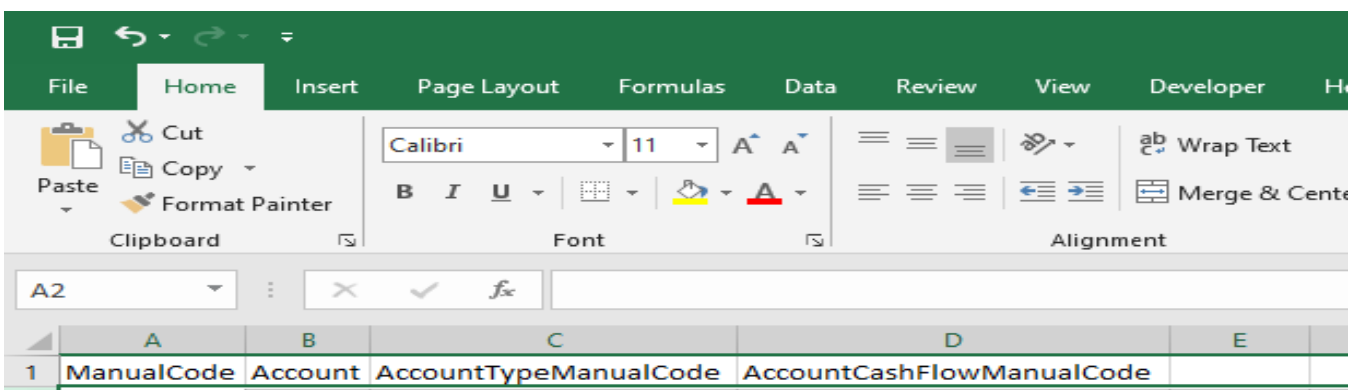 File Home Insert Page Layout Formulas Data Review View Developer
Cut
Calibri 11 A A ab Wrap Text
Copy
Paste
B I U A Merge &
Format Painter
Clipboard Font Alignment
A2 fx
A B C D E
1 ManualCode Account AccountTypeManualCode AccountCashFlowManualCode